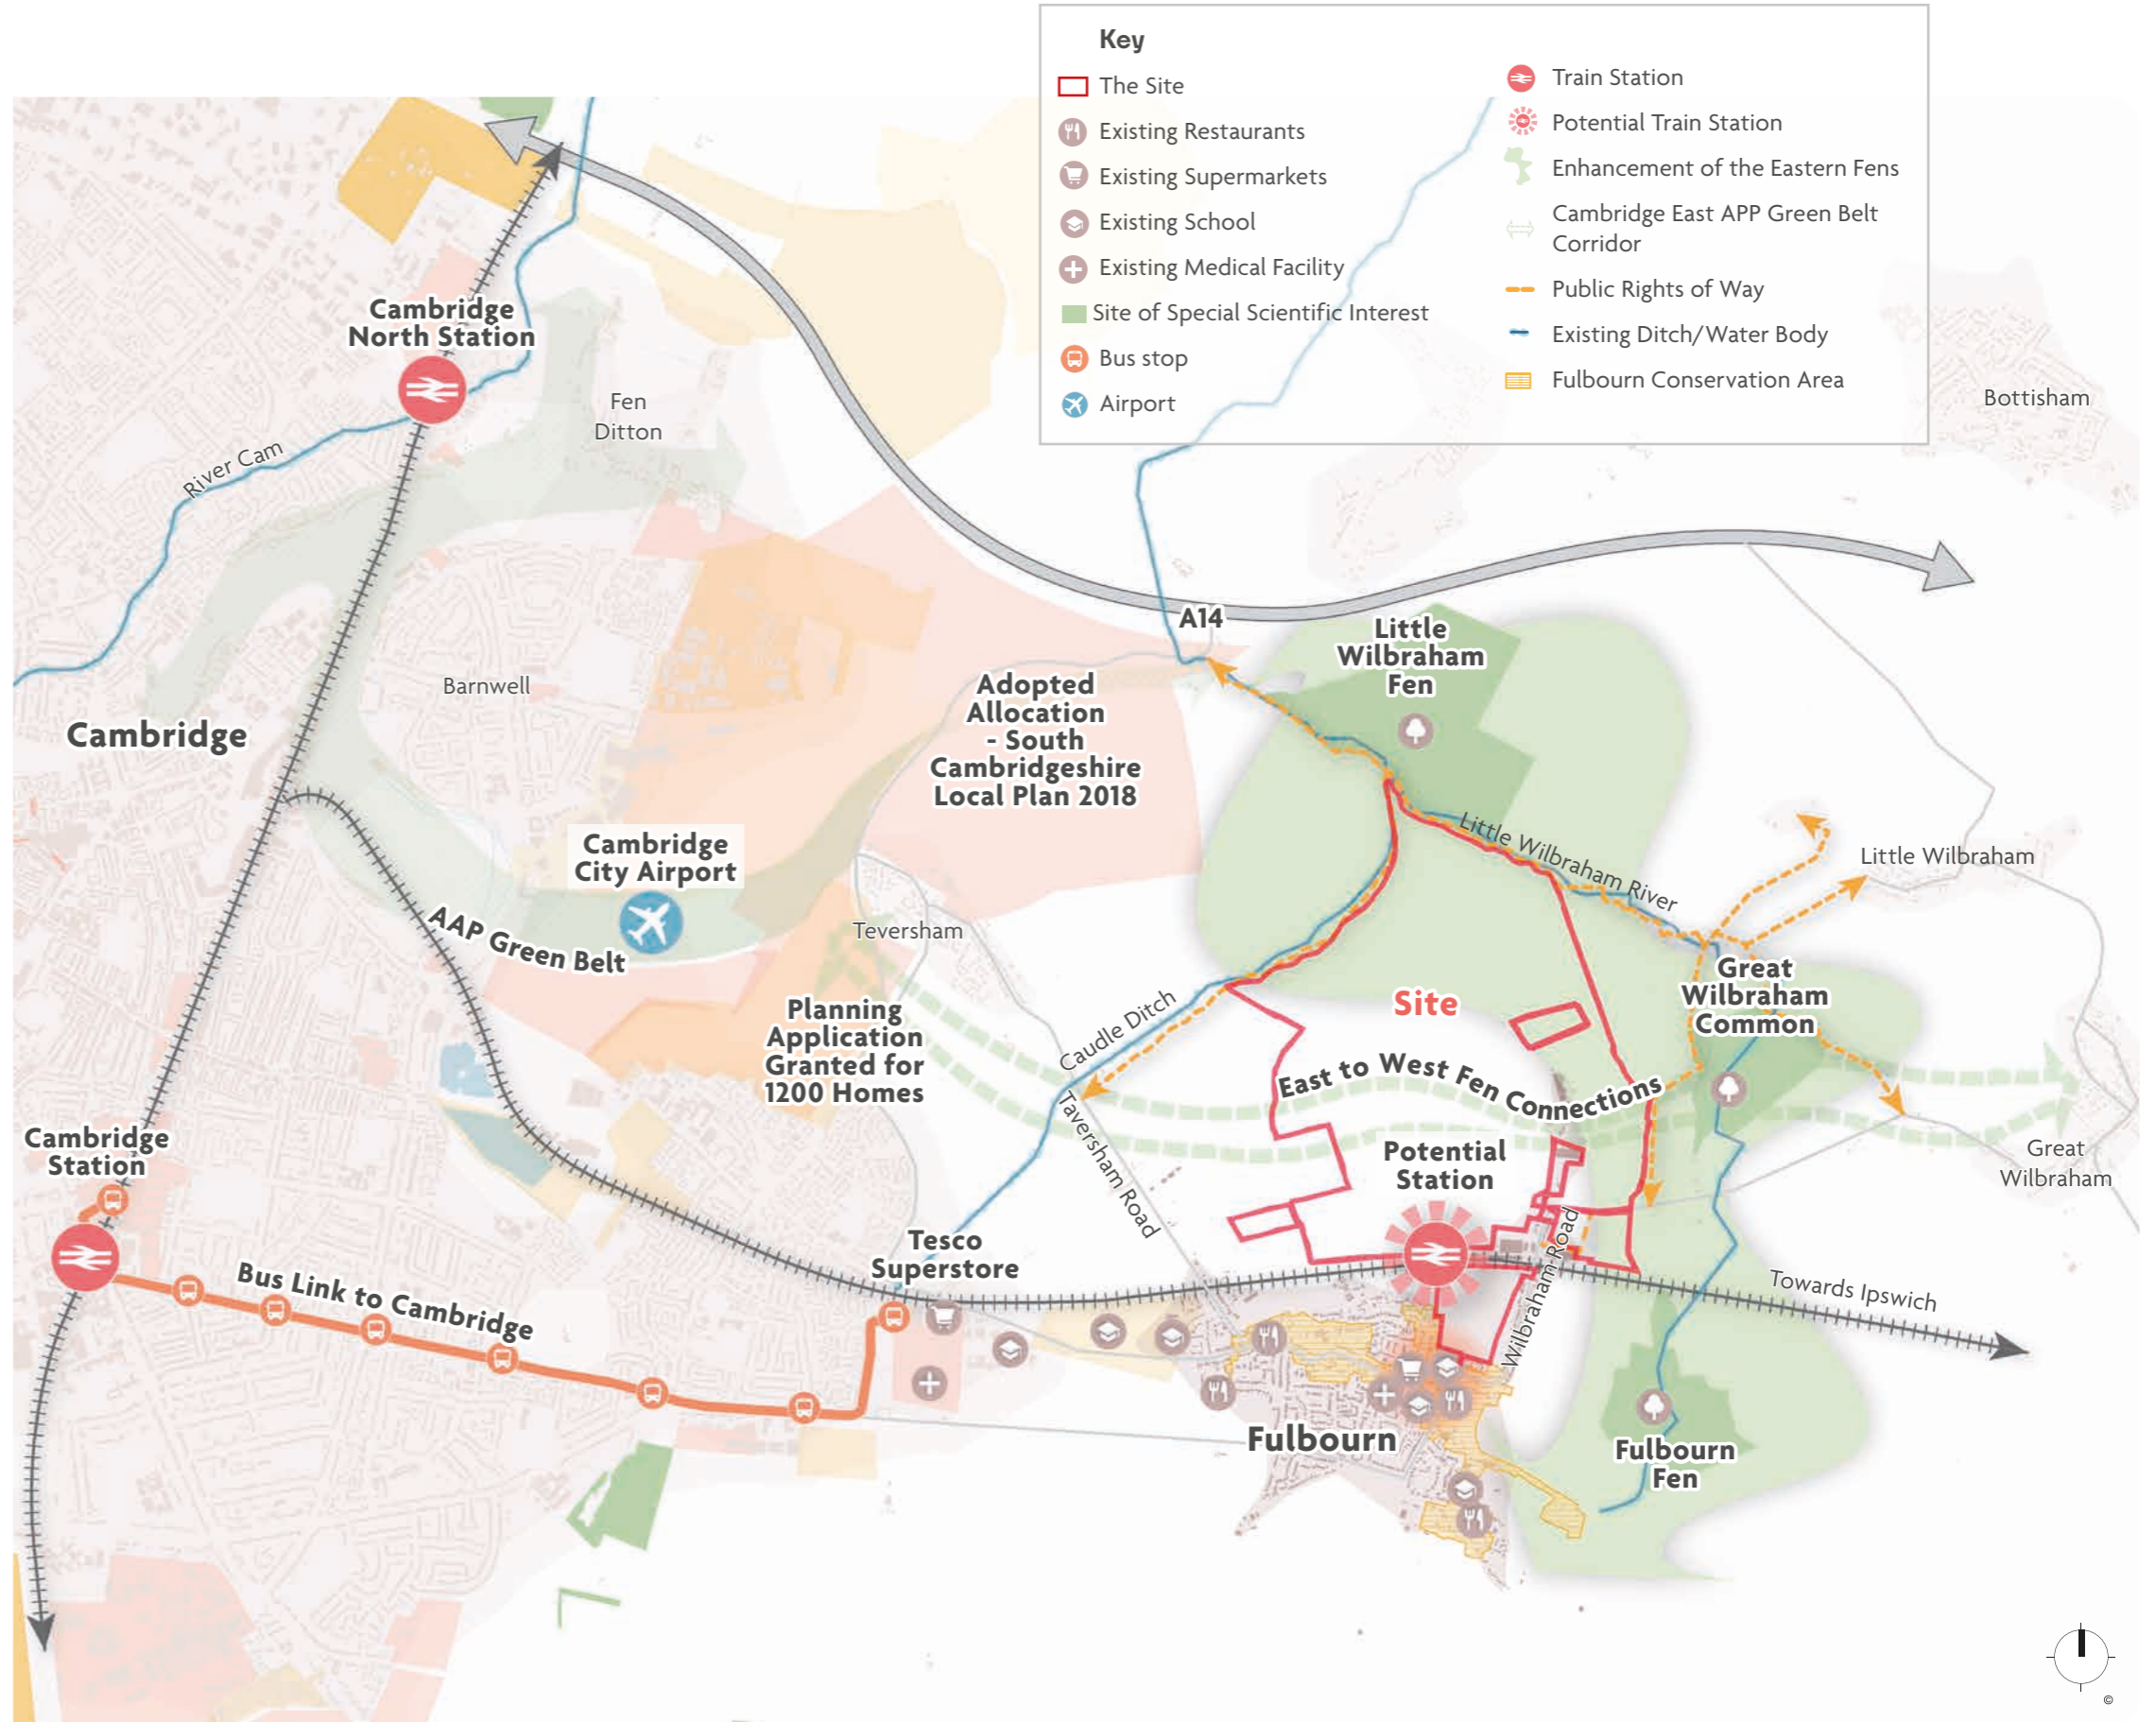 Key
The Site
Existing Restaurants
Existing Supermarkets
Existing School
Existing Medical Facility
Site of Special Scientific Interest
Bus stop
Airport
Train Station
Potential Train Station
Enhancement of the Eastern Fens
Cambridge East APP Green Belt
Corridor
Public Rights of Way
Existing Ditch/Water Body
Fulbourn Conservation Area
Cambridge
North Station
Fen
Ditton
Bottisham
River Cam
A14
Little
Wilbraham
Fen
Barnwell
Adopted
Allocation
- South
Cambridgeshire
Local Plan 2018
Cambridge
Cambridge
City Airport
Little Wilbraham River
Little Wilbraham
AAP Green Belt
Teversham
Great
Wilbraham
Common
Site
Planning
Application
Granted for
1200 Homes
Caudle Ditch
East to West Fen Connections
Taversham Road
Cambridge
Station
Potential
Station
Great
Wilbraham
Tesco
Superstore
Wilbraham Road
Bus Link to Cambridge
Towards Ipswich
Fulbourn
Fulbourn
Fen
©